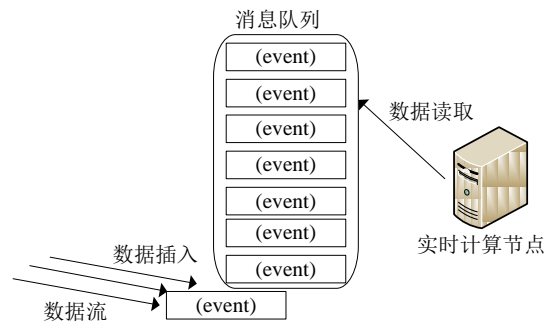 消息队列
(event)
(event)
(event)
数据读取
(event)
(event)
(event)
实时计算节点
数据插入
(event)
(event)
数据流